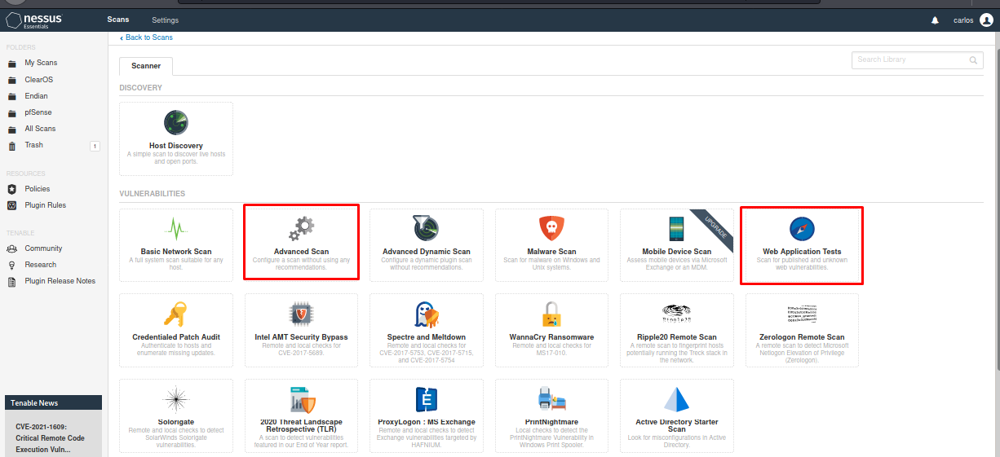 nessus
Essentials
Scans
Settings
carlos
FOLDERS
My Scans
ClearOS
Endian
pfSense
All Scans
Trash
1
RESOURCES
Policies
Plugin Rules
TENABLE
Community
Research
Plugin Release Notes
Tenable News
CVE-2021-1609:
Critical Remote Code
Execution Vuln...
‹ Back to Scans
Scanner
Search Library
DISCOVERY
Host Discovery
A simple scan to discover live hosts
and open ports.
VULNERABILITIES
Basic Network Scan
A full system scan suitable for any
host.
Advanced Scan
Configure a scan without using any
recommendations.
Advanced Dynamic Scan
Configure a dynamic plugin scan
without recommendations.
Malware Scan
Scan for malware on Windows and
Unix systems.
UPGRADE
Mobile Device Scan
Assess mobile devices via Microsoft
Exchange or an MDM.
Web Application Tests
Scan for published and unknown
web vulnerabilities.
Credentialed Patch Audit
Authenticate to hosts and
enumerate missing updates.
Intel AMT Security Bypass
Remote and local checks for
CVE-2017-5689.
Spectre and Meltdown
Remote and local checks for
CVE-2017-5753, CVE-2017-5715,
and CVE-2017-5754
WannaCry Ransomware
Remote and local checks for
MS17-010.
Ripple20
Ripple20 Remote Scan
A remote scan to fingerprint hosts
potentially running the Treck stack in
the network.
Zerologon Remote Scan
A remote scan to detect Microsoft
Netlogon Elevation of Privilege
(Zerologon).
Solorigate
Remote and local checks to detect
SolarWinds Solorigate
vulnerabilities.
2020 Threat Landscape
Retrospective (TLR)
A scan to detect vulnerabilities
featured in our End of Year report.
E
ProxyLogon : MS Exchange
Remote and local checks to detect
Exchange vulnerabilities targeted by
HAFNIUM.
PrintNightmare
Local checks to detect the
PrintNightmare Vulnerability in
Windows Print Spooler.
Active Directory Starter
Scan
Look for misconfigurations in Active
Directory.